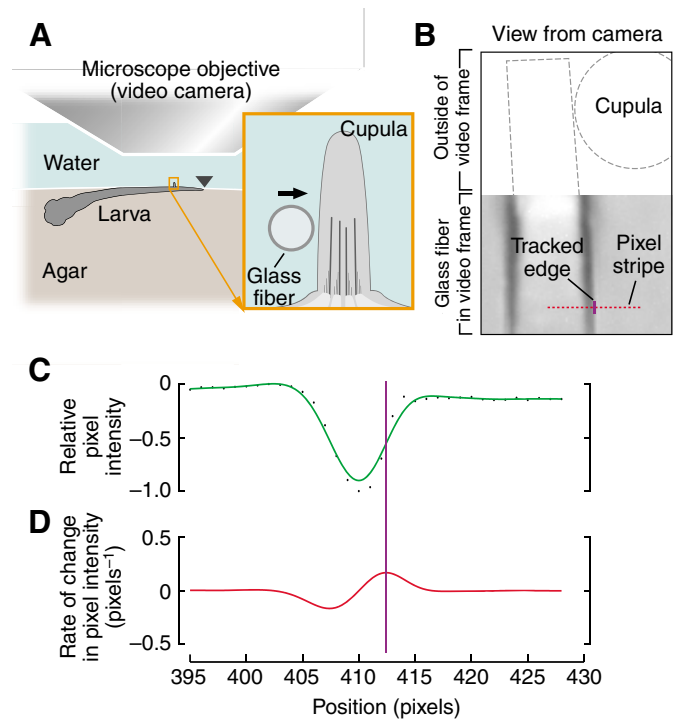 A
Microscope objective
(video camera)
Water
Larva
Agar
Cupula
Glass
fiber
B
View from camera
Outside of
video frame
Cupula
Glass fiber
in video frame
Tracked
edge
Pixel
stripe
C
Relative
pixel
intensity
0
−0.5
−1.0
D
Rate of change
in pixel intensity
(pixels⁻¹)
0.5
0
−0.5
395 400 405 410 415 420 425 430
Position (pixels)